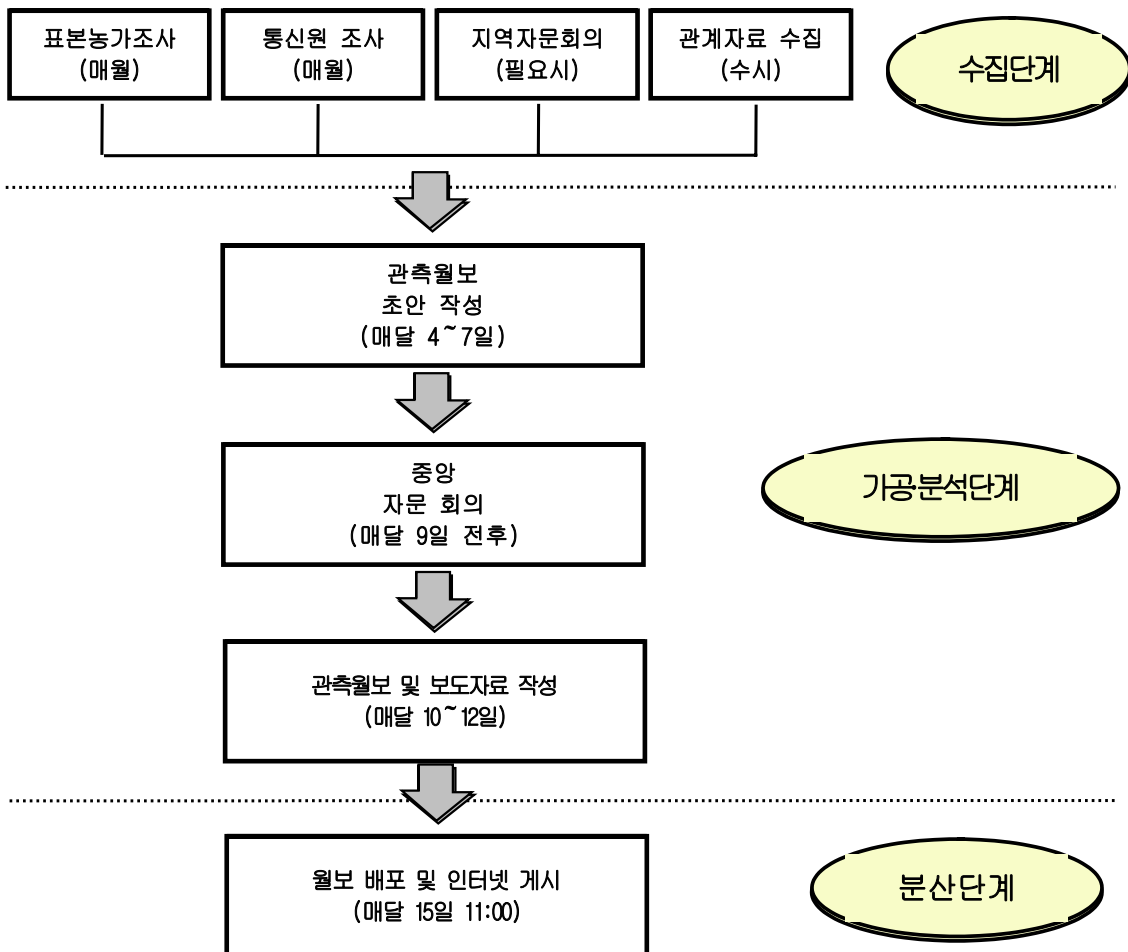 표본농가조사
(매월)
통신원 조사
(매월)
지역자문회의
(필요시)
관계자료 수집
(수시)
수집단계
관측월보
초안 작성
(매달 4~7일)
중앙
자문 회의
(매달 9일 전후)
가공·분석단계
관측월보 및 보도자료 작성
(매달 10~12일)
월보 배포 및 인터넷 게시
(매달 15일 11:00)
분산단계